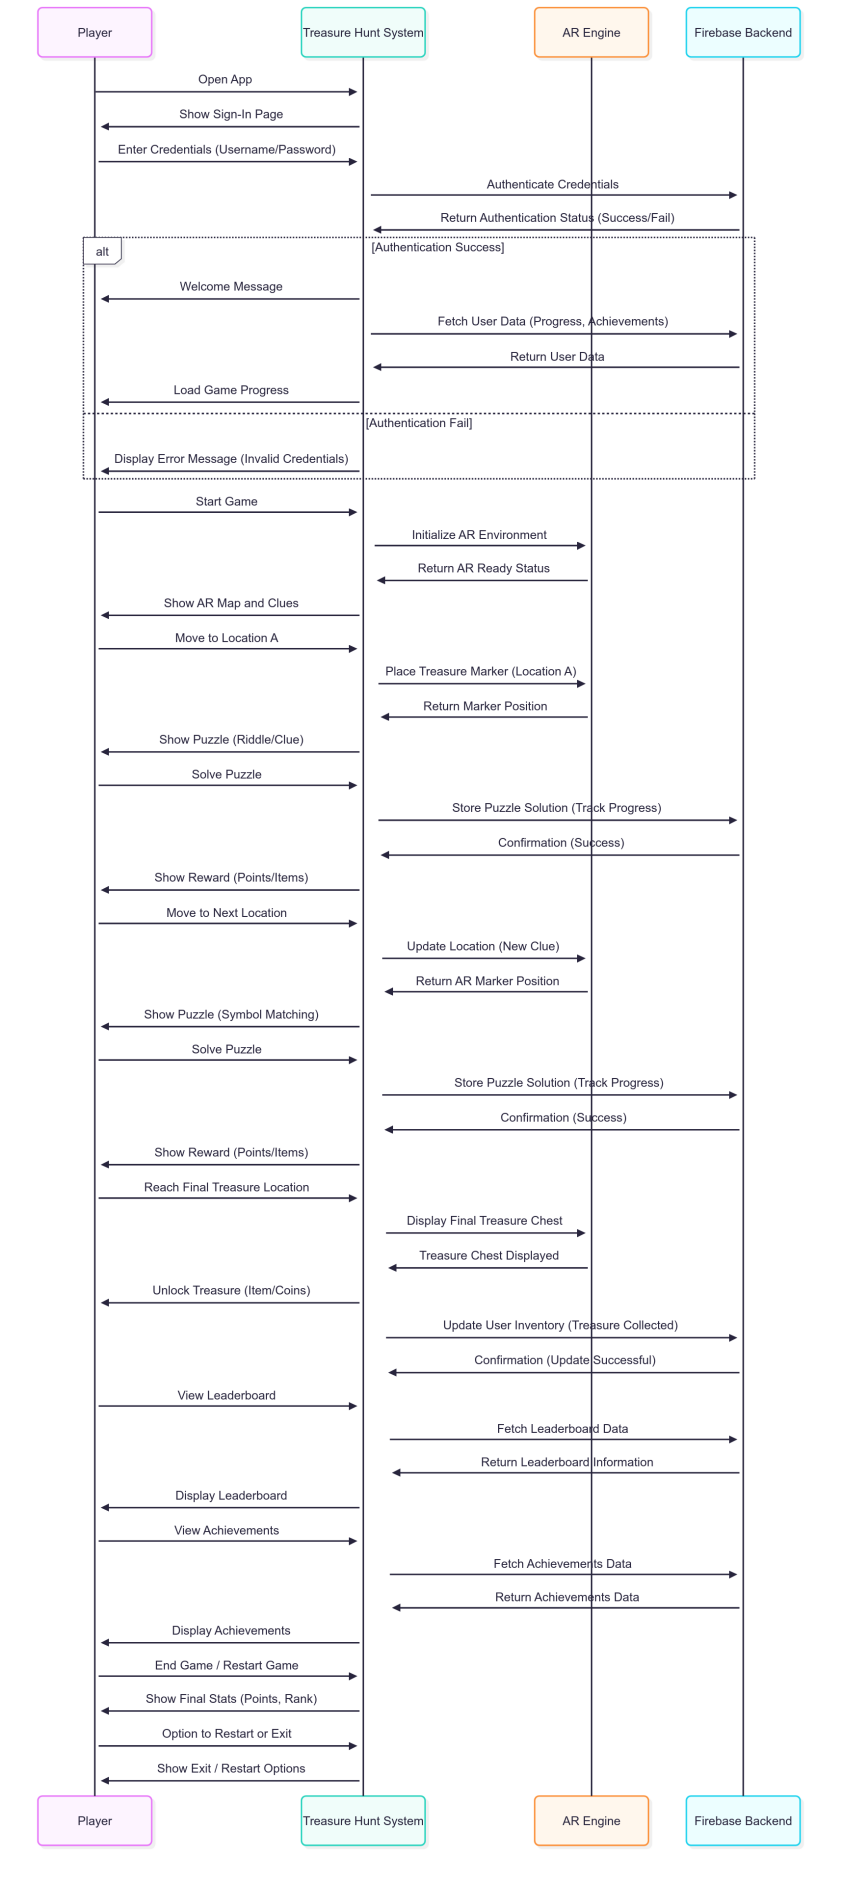 Player
Treasure Hunt System
AR Engine
Firebase Backend
Open App
Show Sign-In Page
Enter Credentials (Username/Password)
Authenticate Credentials
Return Authentication Status (Success/Fail)
alt
[Authentication Success]
Welcome Message
Fetch User Data (Progress, Achievements)
Return User Data
Load Game Progress
[Authentication Fail]
Display Error Message (Invalid Credentials)
Start Game
Initialize AR Environment
Return AR Ready Status
Show AR Map and Clues
Move to Location A
Place Treasure Marker (Location A)
Return Marker Position
Show Puzzle (Riddle/Clue)
Solve Puzzle
Store Puzzle Solution (Track Progress)
Confirmation (Success)
Show Reward (Points/Items)
Move to Next Location
Update Location (New Clue)
Return AR Marker Position
Show Puzzle (Symbol Matching)
Solve Puzzle
Store Puzzle Solution (Track Progress)
Confirmation (Success)
Show Reward (Points/Items)
Reach Final Treasure Location
Display Final Treasure Chest
Treasure Chest Displayed
Unlock Treasure (Item/Coins)
Update User Inventory (Treasure Collected)
Confirmation (Update Successful)
View Leaderboard
Fetch Leaderboard Data
Return Leaderboard Information
Display Leaderboard
View Achievements
Fetch Achievements Data
Return Achievements Data
Display Achievements
End Game / Restart Game
Show Final Stats (Points, Rank)
Option to Restart or Exit
Show Exit / Restart Options
Player
Treasure Hunt System
AR Engine
Firebase Backend